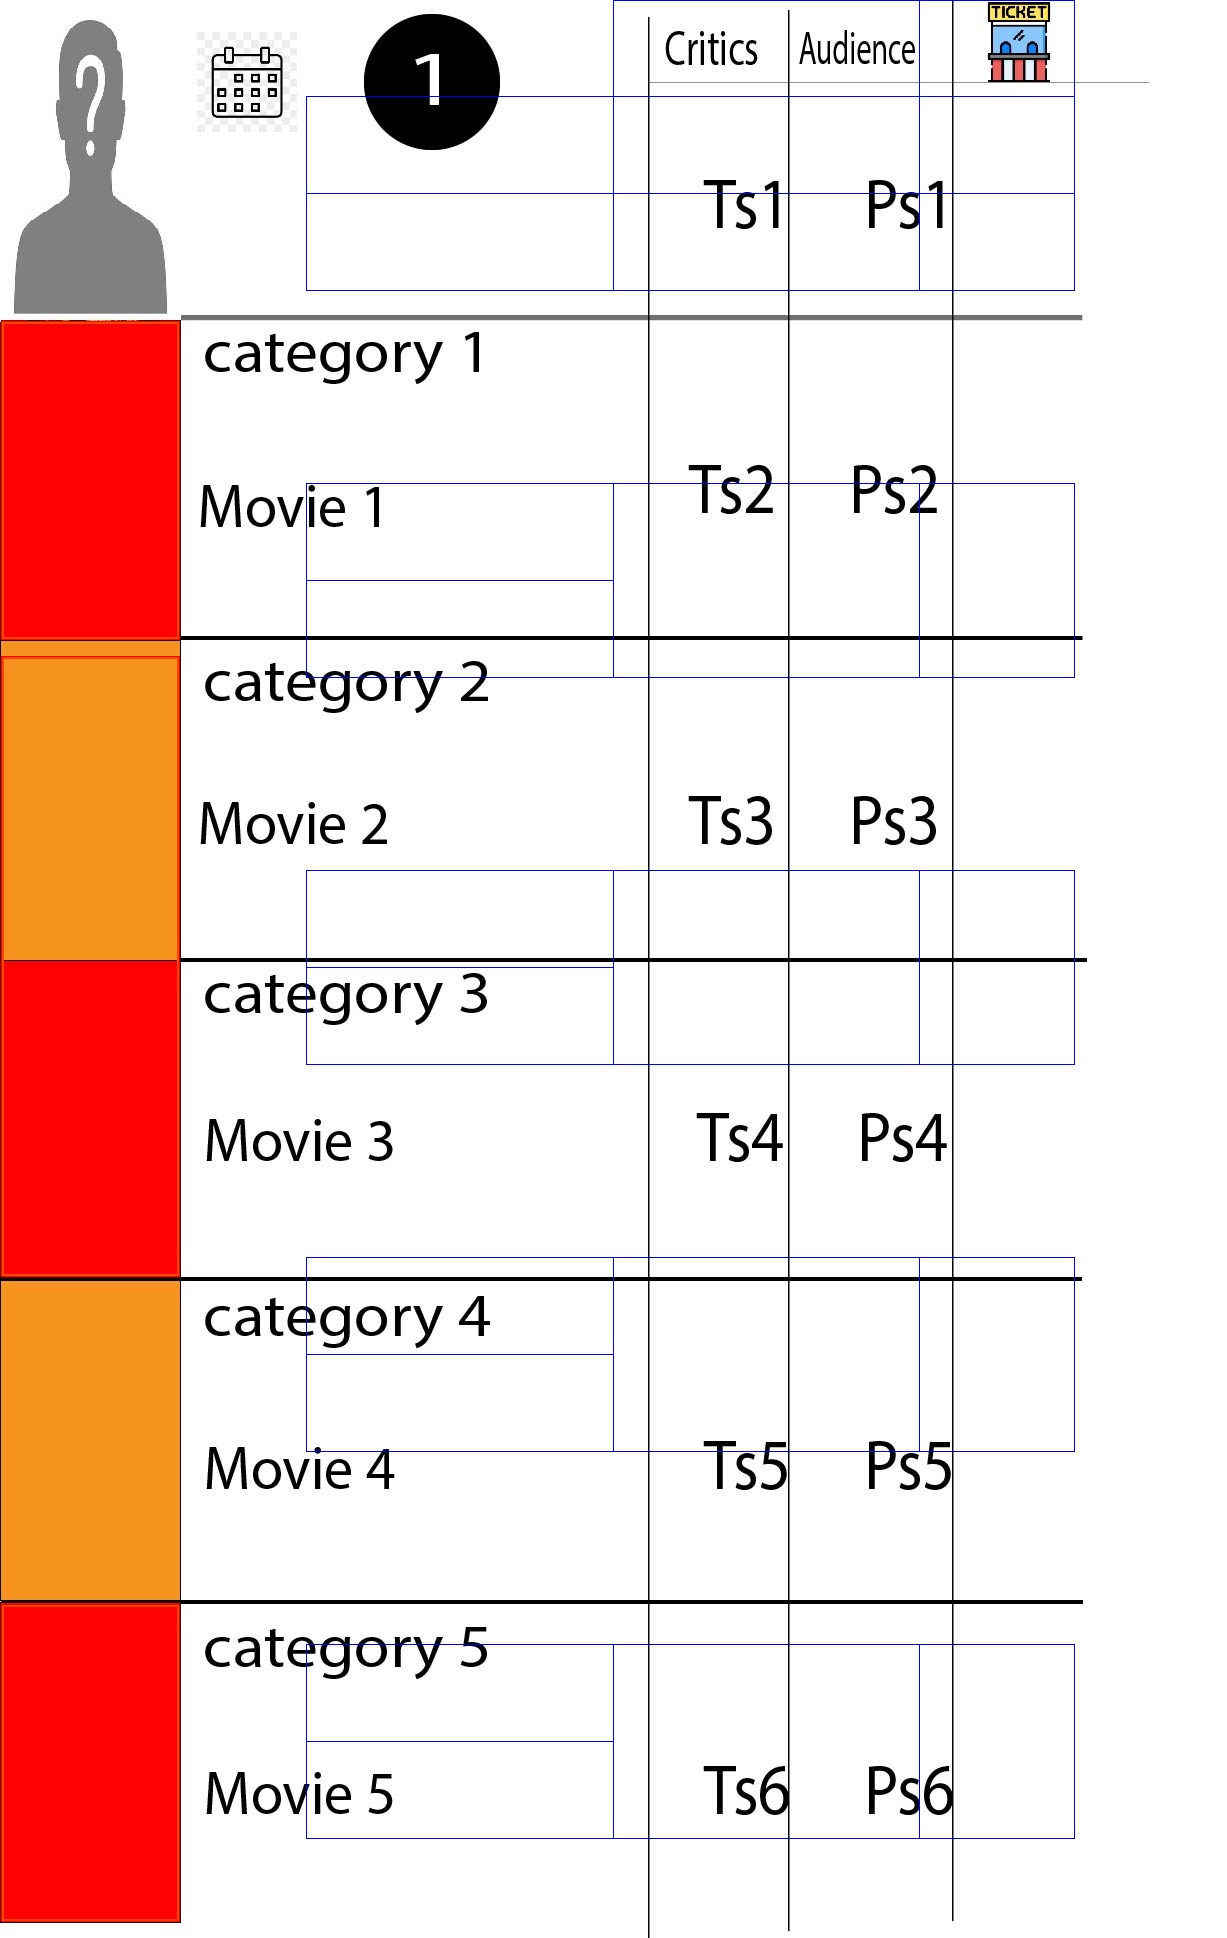 ?
1
Critics Audience TICKET
Ts1 Ps1
category 1
Movie 1 Ts2 Ps2
category 2
Movie 2 Ts3 Ps3
category 3
Movie 3 Ts4 Ps4
category 4
Movie 4 Ts5 Ps5
category 5
Movie 5 Ts6 Ps6